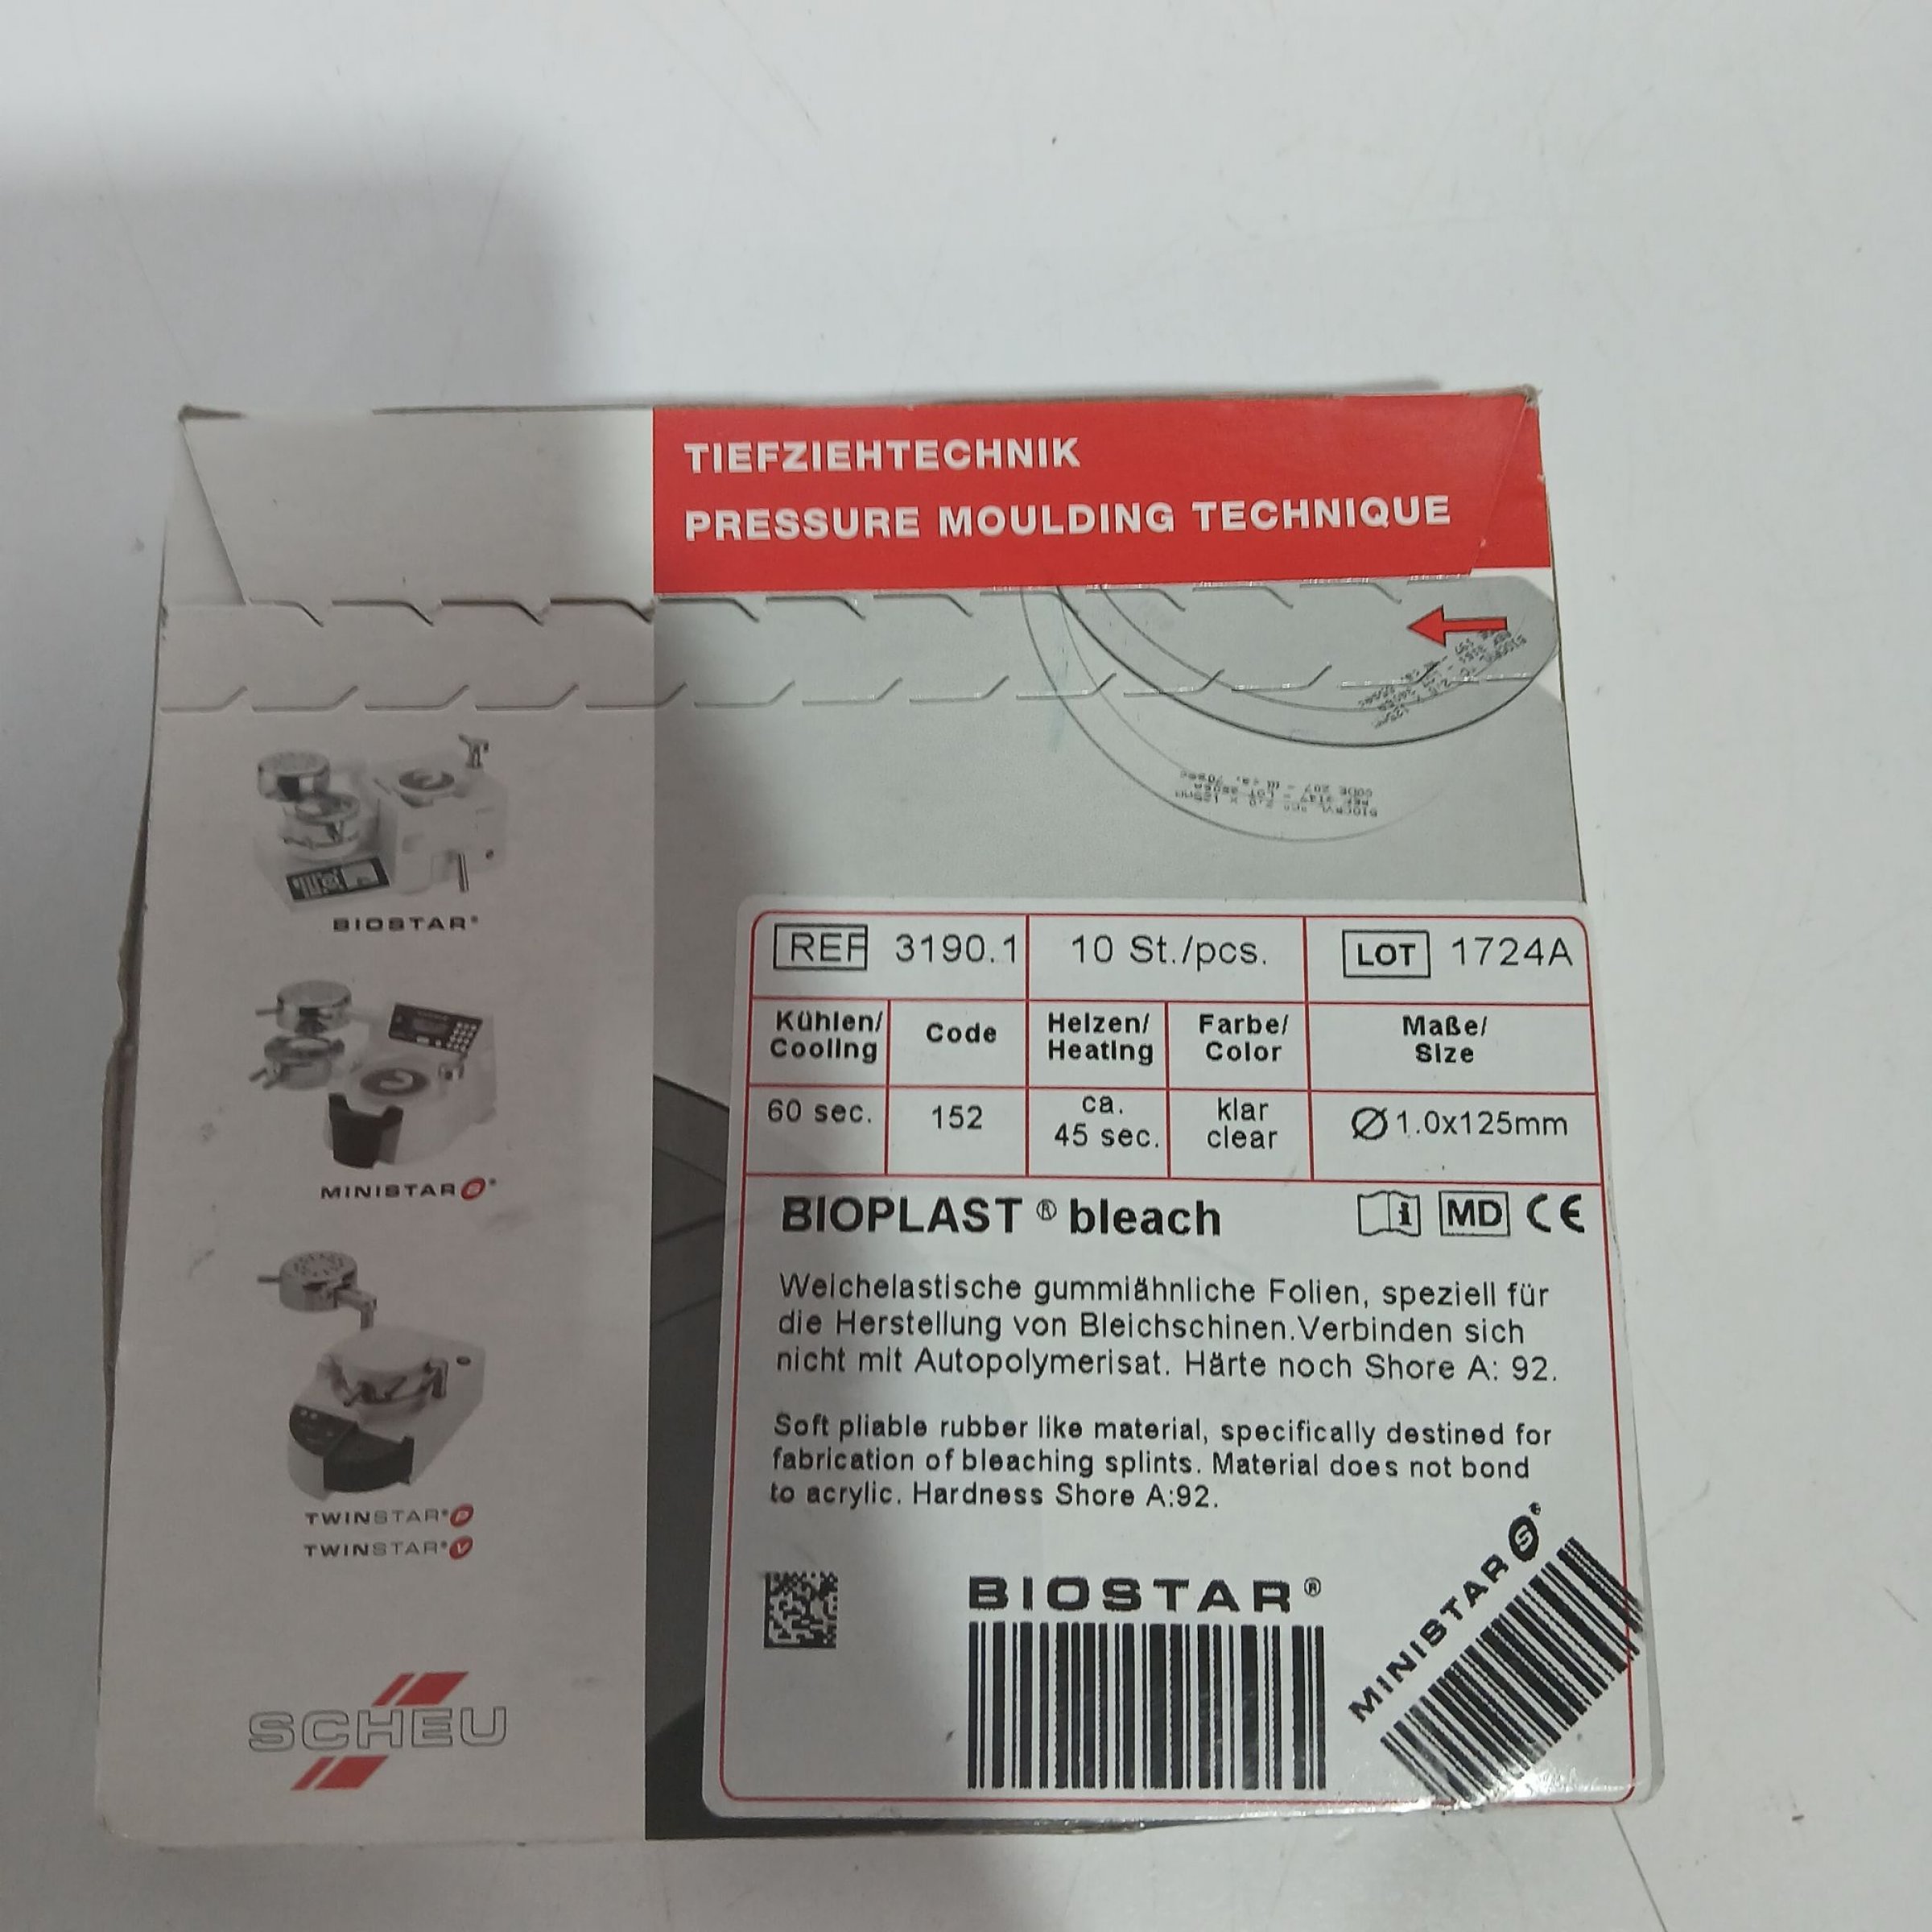 TIEFZIEHTECHNIK
PRESSURE MOULDING TECHNIQUE
BIOSTAR®
MINISTAR S®
TWINSTAR® P
TWINSTAR® V
SCHEU
REF 3190.1
10 St./pcs.
LOT 1724A
Kühlen/
Cooling
Code
Heizen/
Heating
Farbe/
Color
Maße/
Size
60 sec.
152
ca.
45 sec.
klar
clear
Ø 1.0x125mm
BIOPLAST® bleach
MD CE
Weichelastische gummiähnliche Folien, speziell für
die Herstellung von Bleichschinen.Verbinden sich
nicht mit Autopolymerisat. Härte noch Shore A: 92.
Soft pliable rubber like material, specifically destined for
fabrication of bleaching splints. Material does not bond
to acrylic. Hardness Shore A:92.
BIOSTAR®
MINISTAR S®